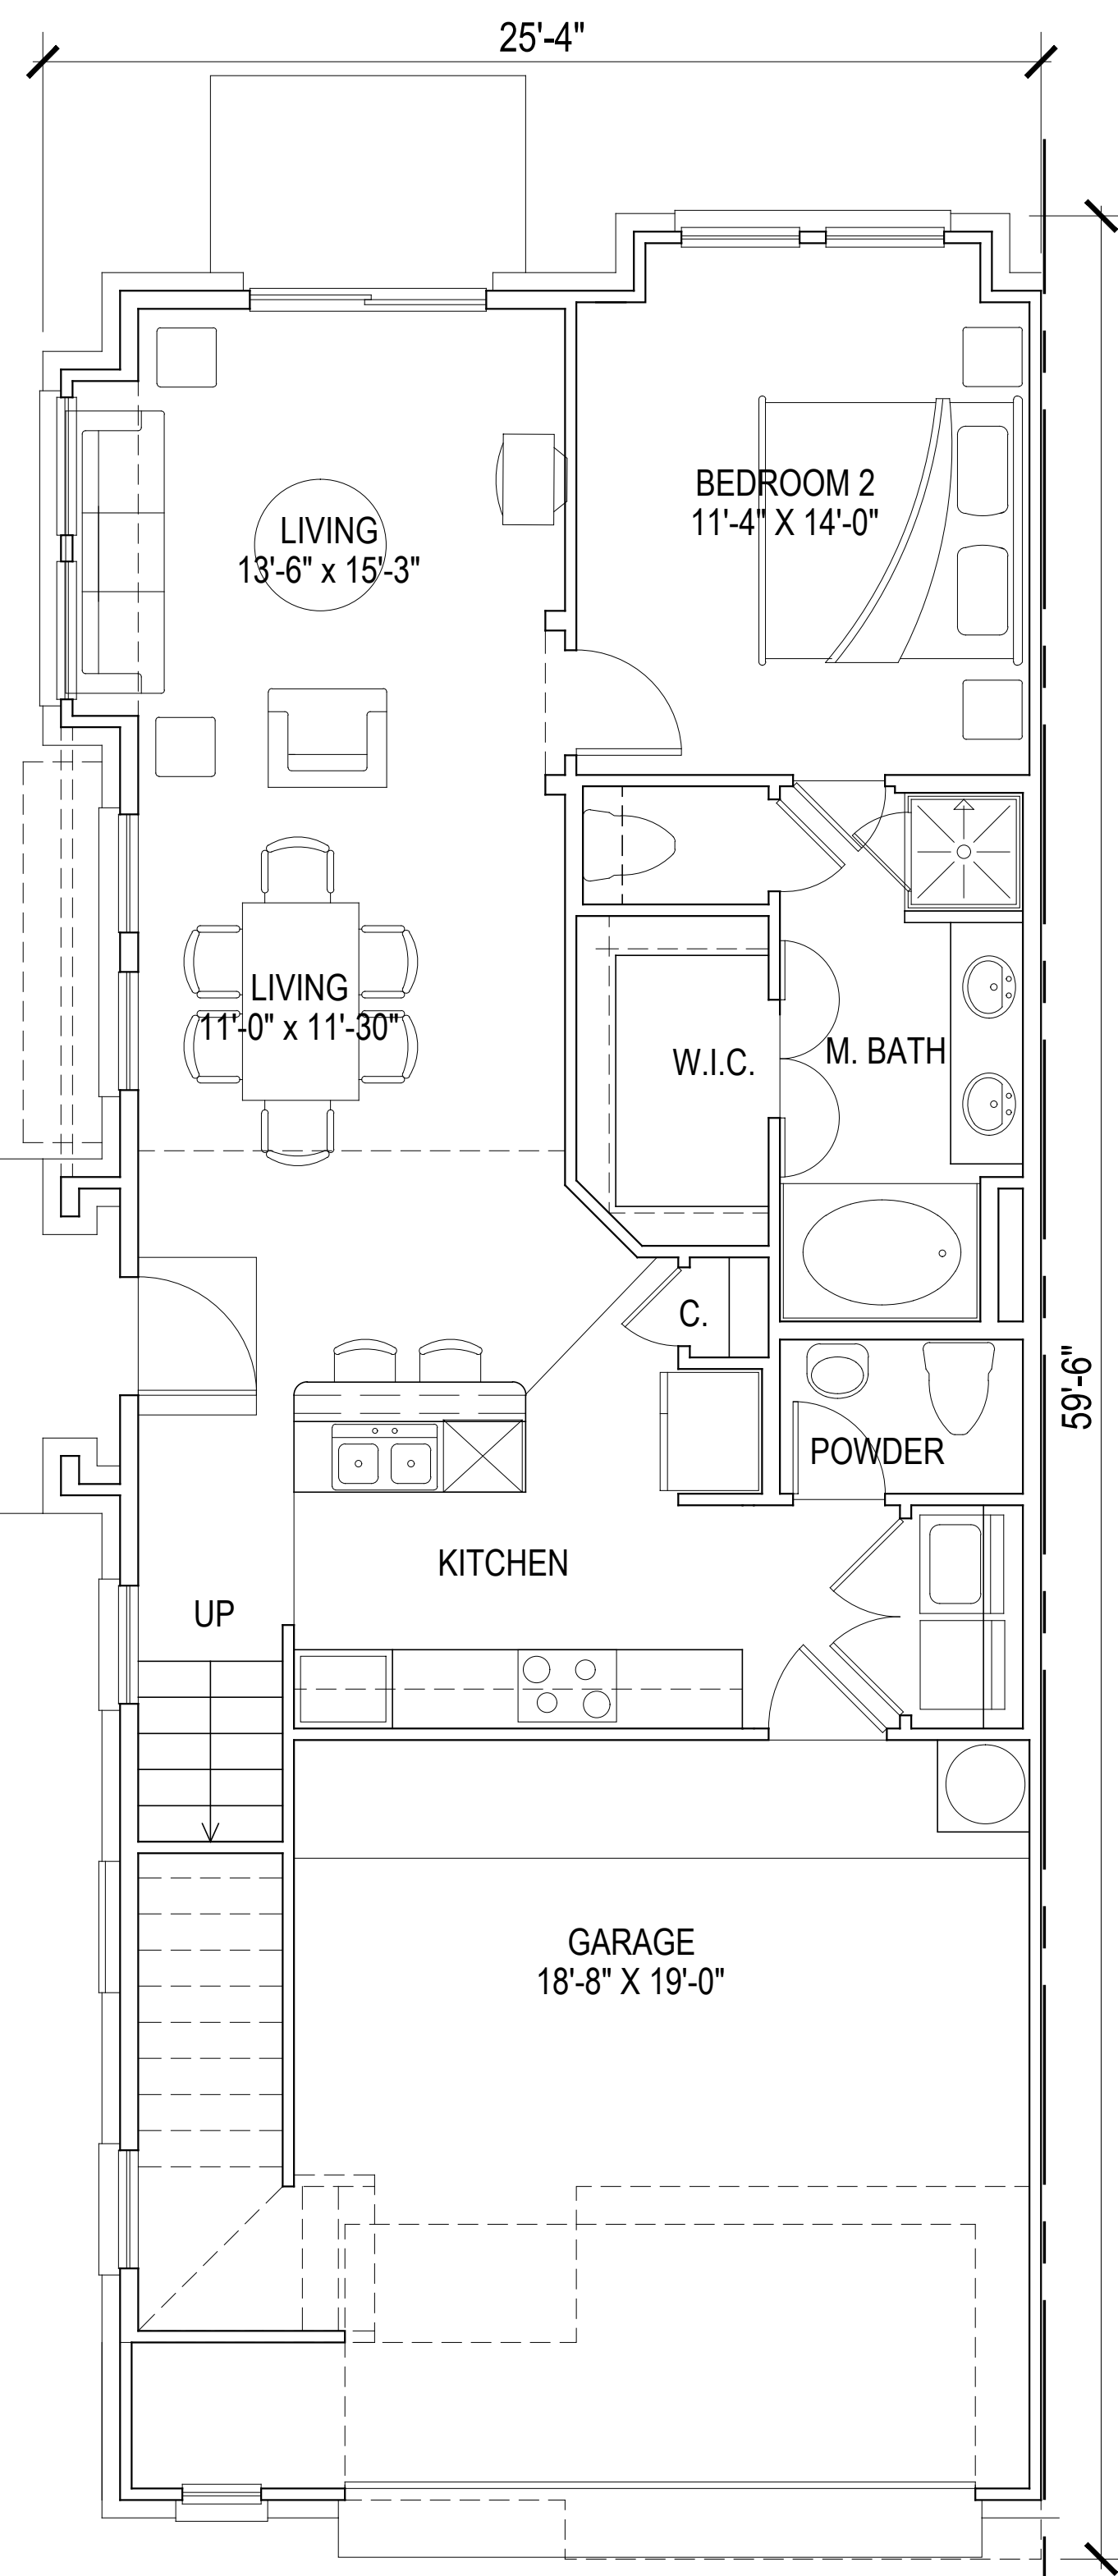 25'-4"
BEDROOM 2
11'-4" X 14'-0"
LIVING
13'-6" x 15'-3"
LIVING
11'-0" x 11'-30"
W.I.C.
M. BATH
C.
59'-6"
POWDER
KITCHEN
UP
GARAGE
18'-8" X 19'-0"